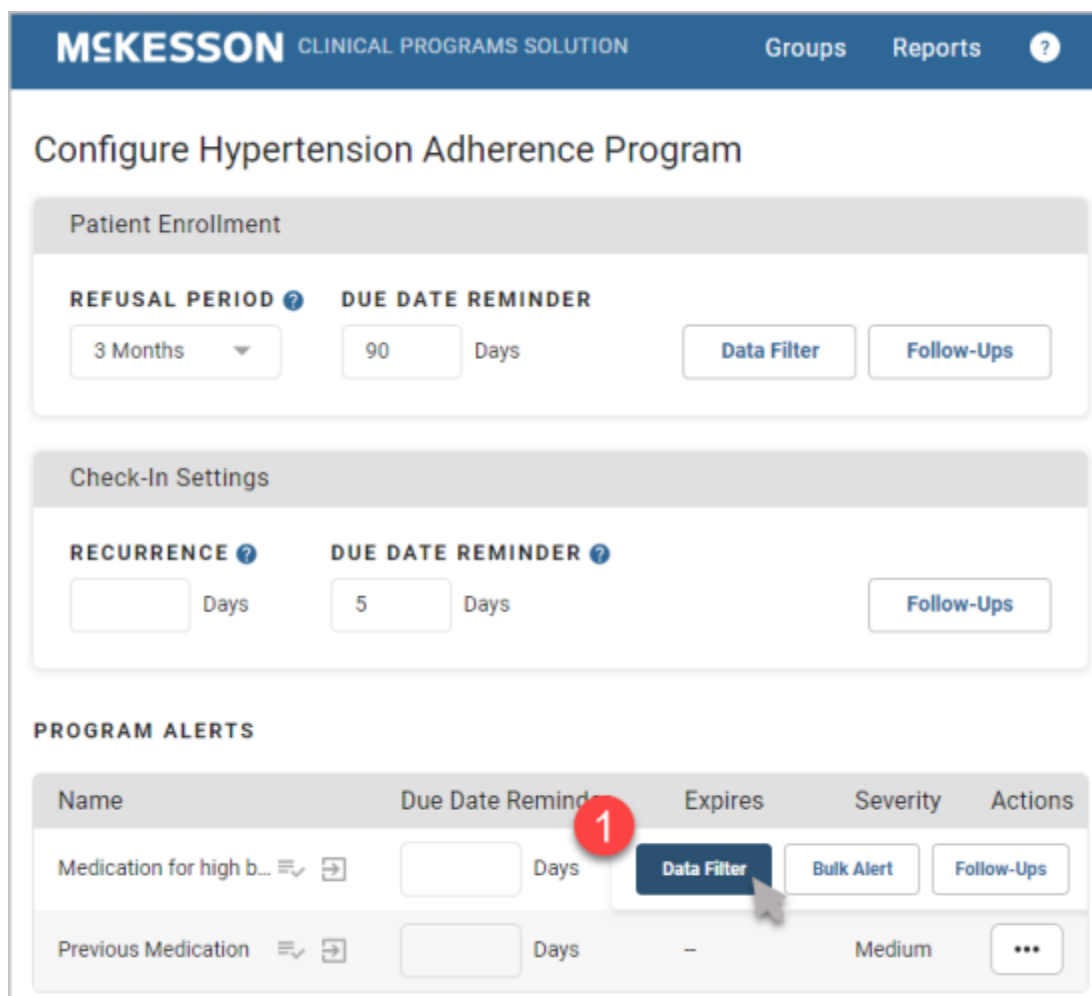 MCKESSON CLINICAL PROGRAMS SOLUTION Groups Reports ?
Configure Hypertension Adherence Program
Patient Enrollment
REFUSAL PERIOD ? DUE DATE REMINDER
3 Months 90 Days Data Filter Follow-Ups
Check-In Settings
RECURRENCE ? DUE DATE REMINDER ?
Days 5 Days Follow-Ups
PROGRAM ALERTS
Name Due Date Reminder Expires Severity Actions
1
Medication for high b... Days Data Filter Bulk Alert Follow-Ups
Previous Medication Days -- Medium •••